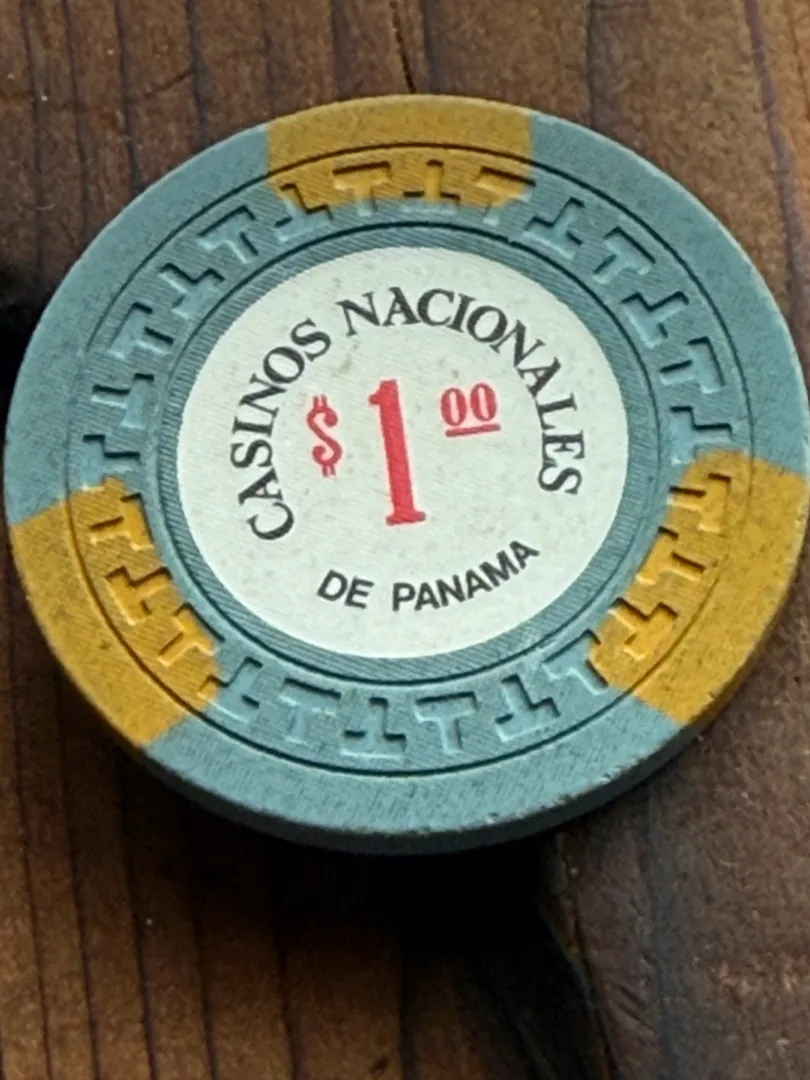 CASINOS NACIONALES
$1.00
DE PANAMA